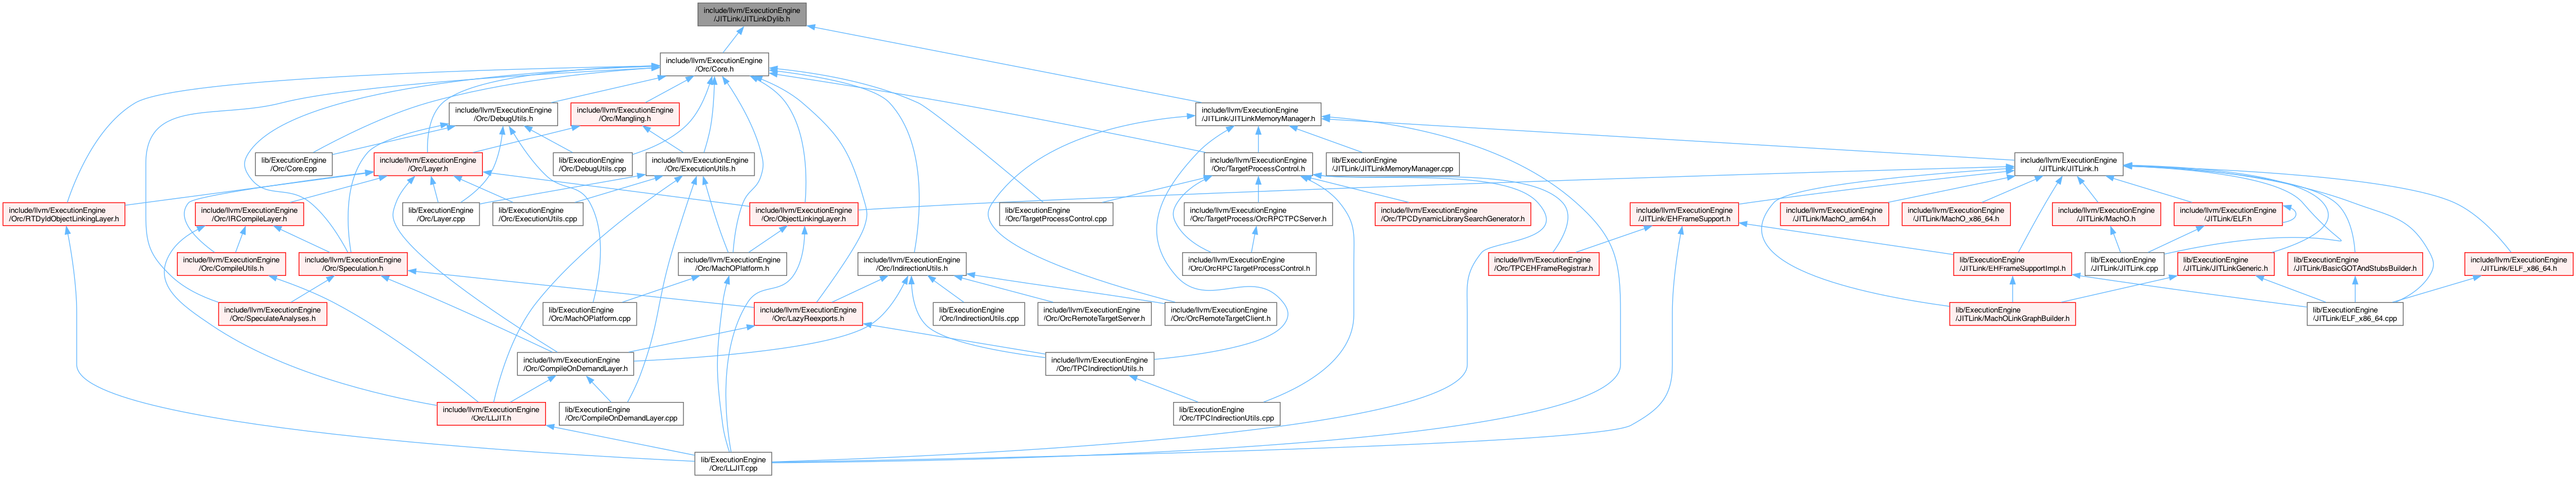 include/llvm/ExecutionEngine
/JITLink/JITLinkDylib.h
include/llvm/ExecutionEngine
/Orc/Core.h
include/llvm/ExecutionEngine
/Orc/DebugUtils.h
include/llvm/ExecutionEngine
/Orc/Mangling.h
include/llvm/ExecutionEngine
/JITLink/JITLinkMemoryManager.h
lib/ExecutionEngine
/Orc/Core.cpp
include/llvm/ExecutionEngine
/Orc/Layer.h
lib/ExecutionEngine
/Orc/DebugUtils.cpp
include/llvm/ExecutionEngine
/Orc/ExecutionUtils.h
include/llvm/ExecutionEngine
/Orc/TargetProcessControl.h
lib/ExecutionEngine
/JITLink/JITLinkMemoryManager.cpp
include/llvm/ExecutionEngine
/JITLink/JITLink.h
include/llvm/ExecutionEngine
/Orc/RTDyldObjectLinkingLayer.h
include/llvm/ExecutionEngine
/Orc/IRCompileLayer.h
lib/ExecutionEngine
/Orc/Layer.cpp
lib/ExecutionEngine
/Orc/ExecutionUtils.cpp
include/llvm/ExecutionEngine
/Orc/ObjectLinkingLayer.h
lib/ExecutionEngine
/Orc/TargetProcessControl.cpp
include/llvm/ExecutionEngine
/Orc/TargetProcess/OrcRPCTPCServer.h
include/llvm/ExecutionEngine
/Orc/TPCDynamicLibrarySearchGenerator.h
include/llvm/ExecutionEngine
/JITLink/EHFrameSupport.h
include/llvm/ExecutionEngine
/JITLink/MachO_arm64.h
include/llvm/ExecutionEngine
/JITLink/MachO_x86_64.h
include/llvm/ExecutionEngine
/JITLink/MachO.h
include/llvm/ExecutionEngine
/JITLink/ELF.h
include/llvm/ExecutionEngine
/Orc/CompileUtils.h
include/llvm/ExecutionEngine
/Orc/Speculation.h
include/llvm/ExecutionEngine
/Orc/MachOPlatform.h
include/llvm/ExecutionEngine
/Orc/IndirectionUtils.h
include/llvm/ExecutionEngine
/Orc/OrcRPCTargetProcessControl.h
include/llvm/ExecutionEngine
/Orc/TPCEHFrameRegistrar.h
lib/ExecutionEngine
/JITLink/EHFrameSupportImpl.h
lib/ExecutionEngine
/JITLink/JITLink.cpp
lib/ExecutionEngine
/JITLink/JITLinkGeneric.h
lib/ExecutionEngine
/JITLink/BasicGOTAndStubsBuilder.h
include/llvm/ExecutionEngine
/JITLink/ELF_x86_64.h
include/llvm/ExecutionEngine
/Orc/SpeculateAnalyses.h
lib/ExecutionEngine
/Orc/MachOPlatform.cpp
include/llvm/ExecutionEngine
/Orc/LazyReexports.h
lib/ExecutionEngine
/Orc/IndirectionUtils.cpp
include/llvm/ExecutionEngine
/Orc/OrcRemoteTargetServer.h
include/llvm/ExecutionEngine
/Orc/OrcRemoteTargetClient.h
lib/ExecutionEngine
/JITLink/MachOLinkGraphBuilder.h
lib/ExecutionEngine
/JITLink/ELF_x86_64.cpp
include/llvm/ExecutionEngine
/Orc/CompileOnDemandLayer.h
include/llvm/ExecutionEngine
/Orc/TPCIndirectionUtils.h
include/llvm/ExecutionEngine
/Orc/LLJIT.h
lib/ExecutionEngine
/Orc/CompileOnDemandLayer.cpp
lib/ExecutionEngine
/Orc/TPCIndirectionUtils.cpp
lib/ExecutionEngine
/Orc/LLJIT.cpp